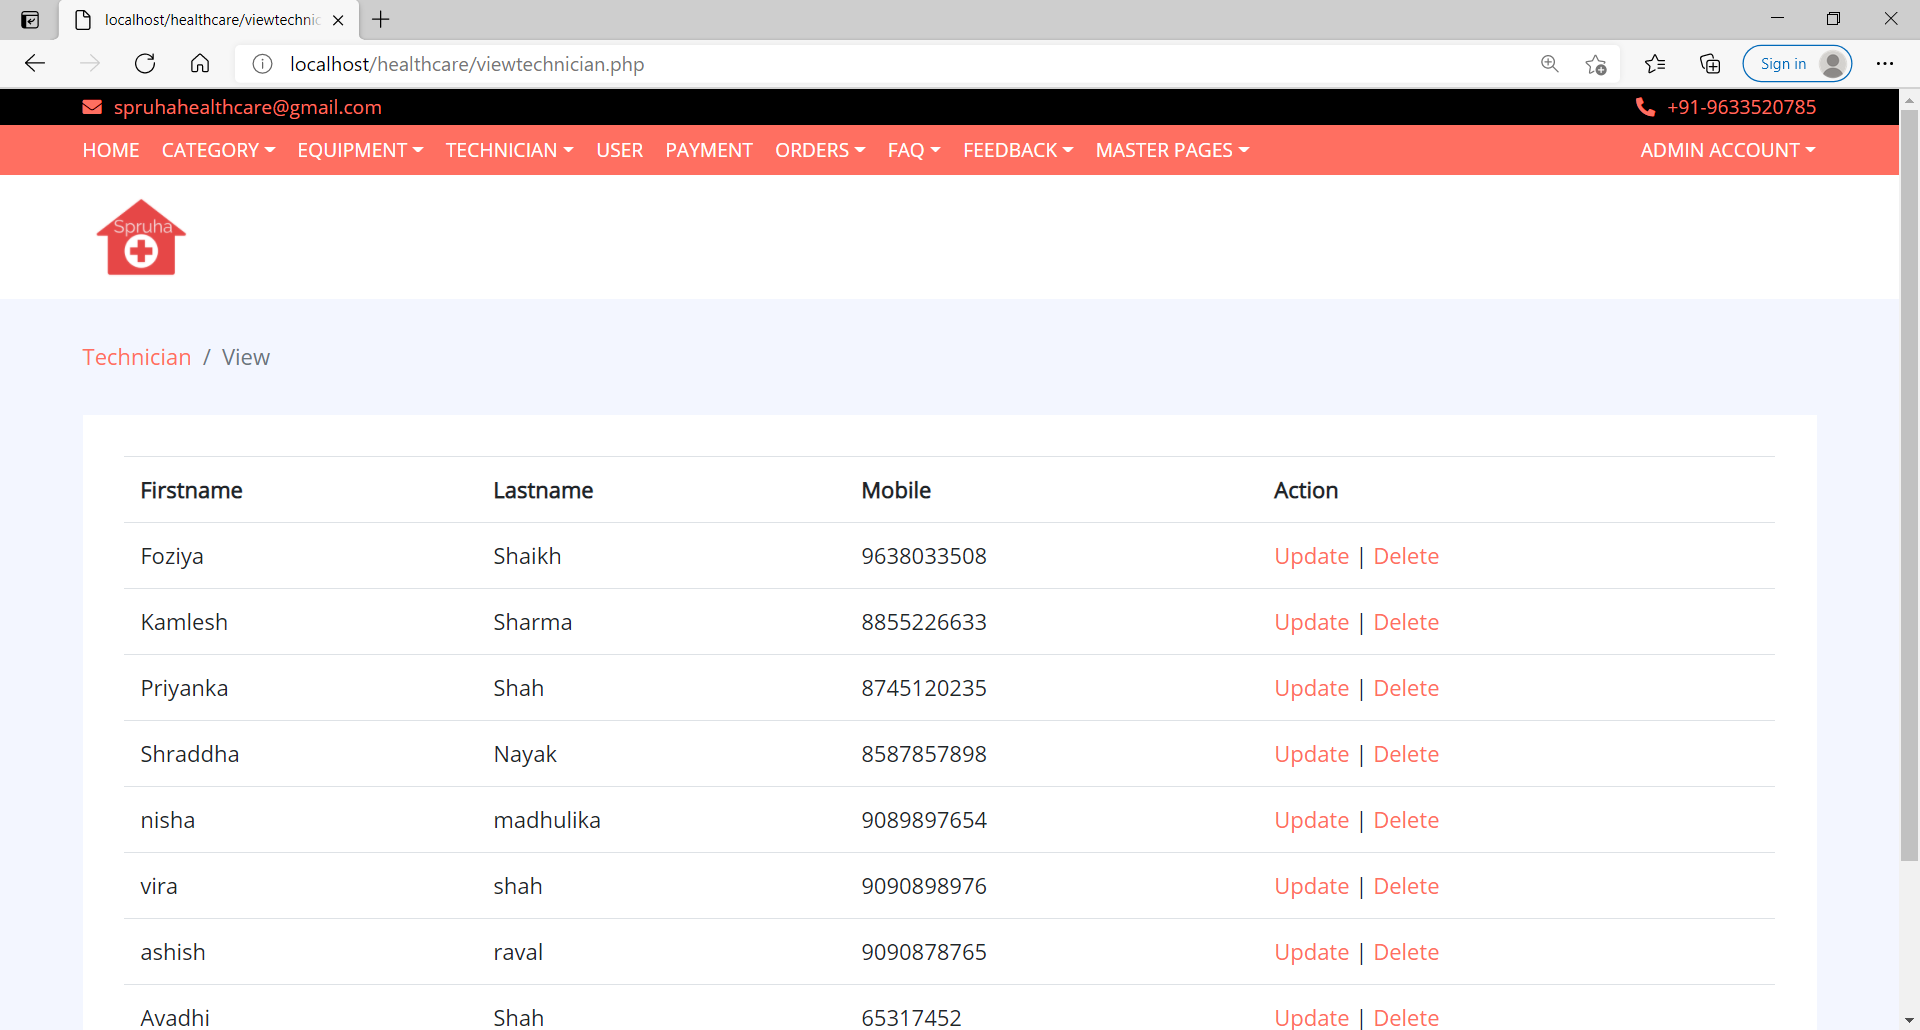 localhost/healthcare/viewtechnic
localhost/healthcare/viewtechnician.php
Sign in
spruhahealthcare@gmail.com +91-9633520785
HOME CATEGORY EQUIPMENT TECHNICIAN USER PAYMENT ORDERS FAQ FEEDBACK MASTER PAGES ADMIN ACCOUNT
Spruha
Technician / View
Firstname Lastname Mobile Action
Foziya Shaikh 9638033508 Update | Delete
Kamlesh Sharma 8855226633 Update | Delete
Priyanka Shah 8745120235 Update | Delete
Shraddha Nayak 8587857898 Update | Delete
nisha madhulika 9089897654 Update | Delete
vira shah 9090898976 Update | Delete
ashish raval 9090878765 Update | Delete
Avadhi Shah 65317452 Update | Delete